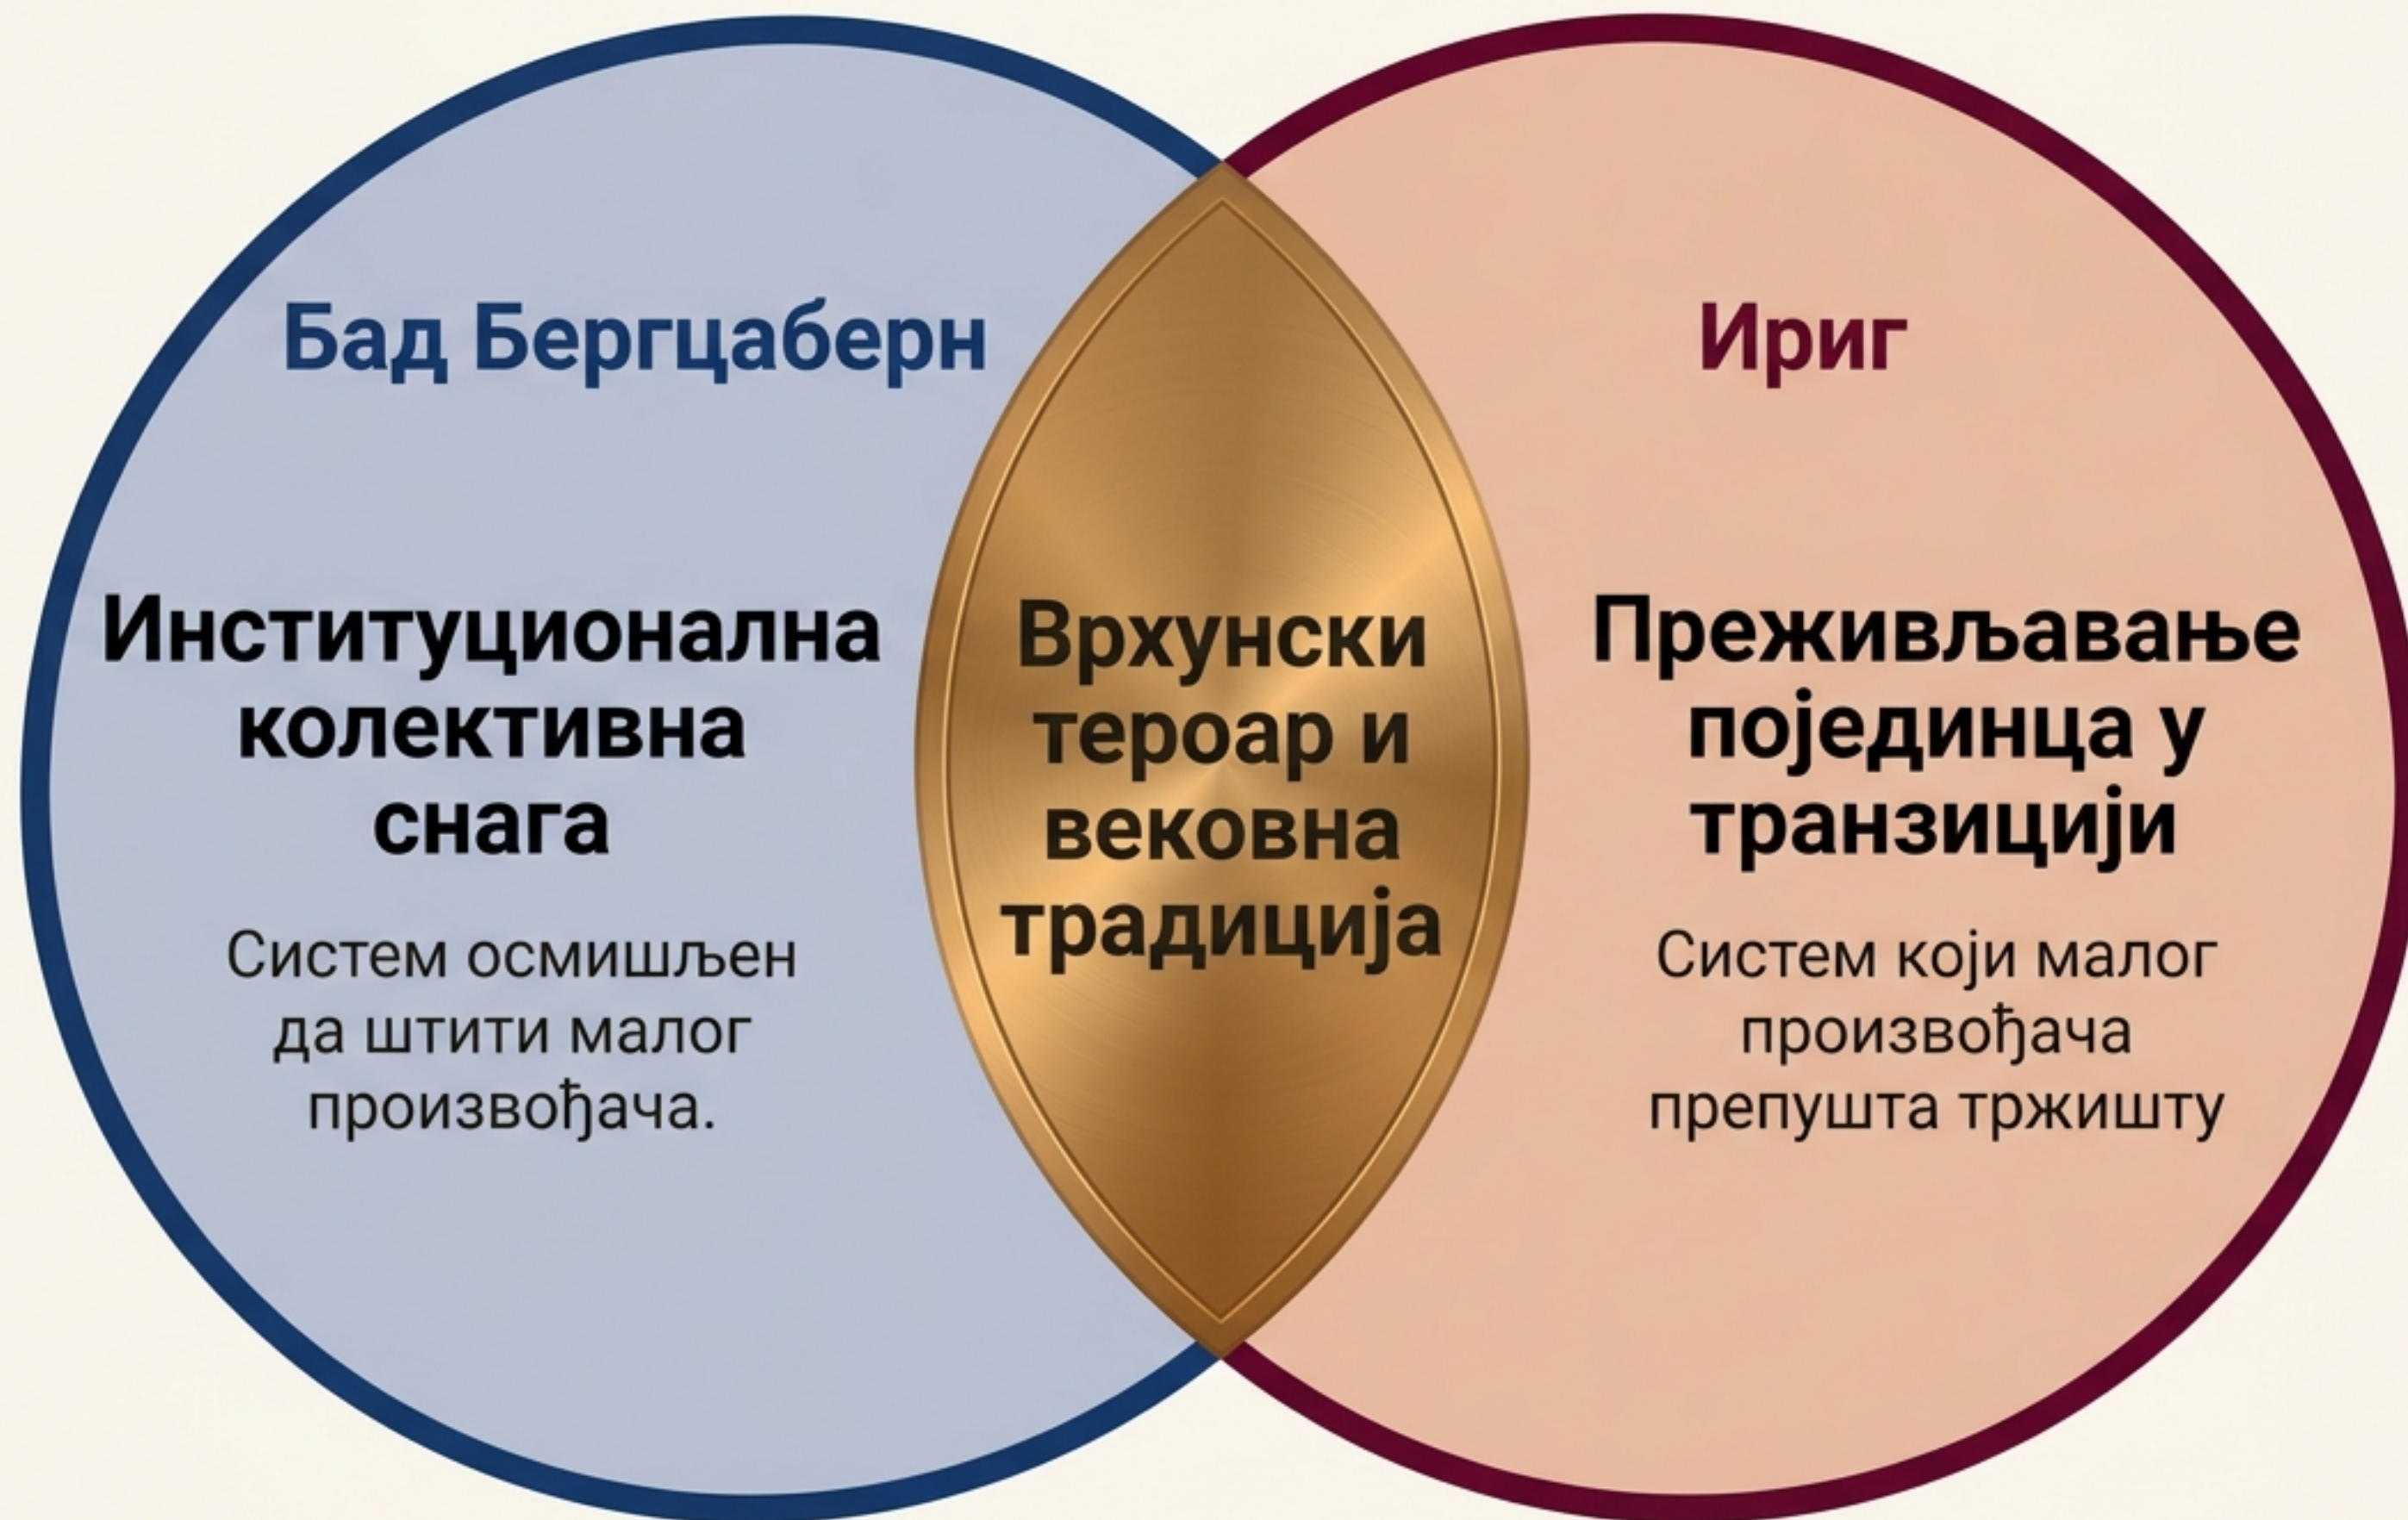 Бад Бергцаберн
Институционална
колективна
снага
Систем осмишљен
да штити малог
произвођача.
Врхунски
тероар и
вековна
традиција
Ириг
Преживљавање
појединца у
транзицији
Систем који малог
произвођача
препушта тржишту